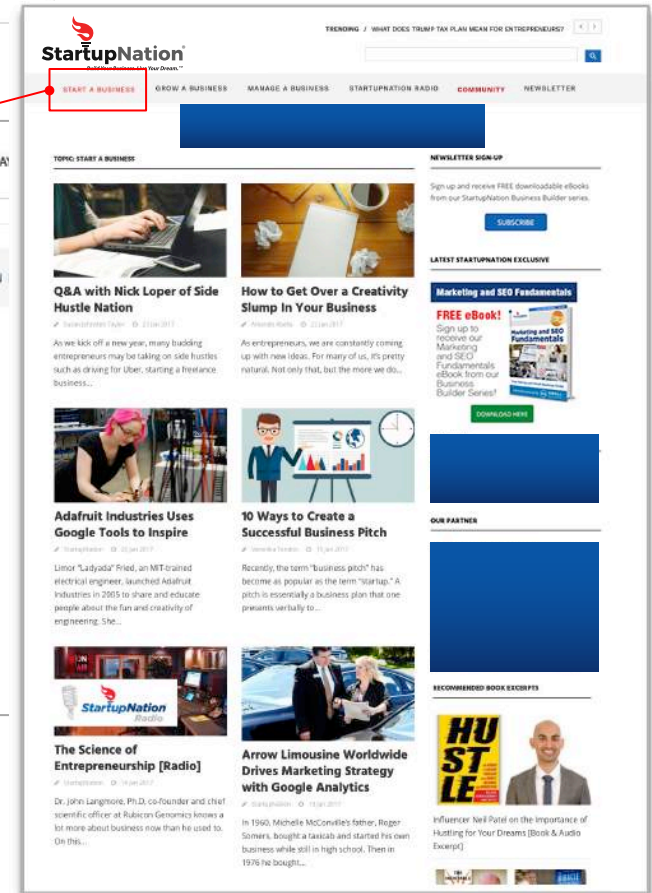 TRENDING / WHAT DOES TRUMP TAX PLAN MEAN FOR ENTREPRENEURS?
StartupNation
START A BUSINESS GROW A BUSINESS MANAGE A BUSINESS STARTUPNATION RADIO COMMUNITY NEWSLETTER
TOPIC: START A BUSINESS
Q&A with Nick Loper of Side
Hustle Nation
23 Jan 2017
As we kick off a new year, many budding
entrepreneurs may be taking on side hustles
such as driving for Uber, starting a freelance
business...
How to Get Over a Creativity
Slump In Your Business
As entrepreneurs, we are constantly coming
up with new ideas. For many of us, it's pretty
natural. Not only that, but the more we do...
Adafruit Industries Uses
Google Tools to Inspire
StartupNation
Limor "Ladyada" Fried, an MIT-trained
electrical engineer, launched Adafruit
Industries in 2005 to share and educate
people about the fun and creativity of
engineering. She...
10 Ways to Create a
Successful Business Pitch
Recently, the term "business pitch" has
become as popular as the term "startup." A
pitch is essentially a business plan that one
presents verbally to...
ON
AIR
StartupNation
Radio
The Science of
Entrepreneurship [Radio]
StartupNation
Dr. John Langmore, Ph.D, co-founder and chief
scientific officer at Rubicon Genomics knows a
lot more about business now than he used to.
On this...
Arrow Limousine Worldwide
Drives Marketing Strategy
with Google Analytics
StartupNation
In 1960, Michelle McConville's father, Roger
Somers, bought a taxicab and started his own
business while still in high school. Then in
1976 he bought...
NEWSLETTER SIGN-UP
Sign up and receive FREE downloadable eBooks
from our StartupNation Business Builder series.
SUBSCRIBE
LATEST STARTUPNATION EXCLUSIVE
Marketing and SEO Fundamentals
FREE eBook!
Sign up to
receive our
Marketing
and SEO
Fundamentals
eBook from our
Business
Builder Series!
Marketing and SEO
Fundamentals
DOWNLOAD HERE
OUR PARTNER
RECOMMENDED BOOK EXCERPTS
HU
ST
LE
Influencer Neil Patel on the Importance of
Hustling for Your Dreams [Book & Audio
Excerpt]